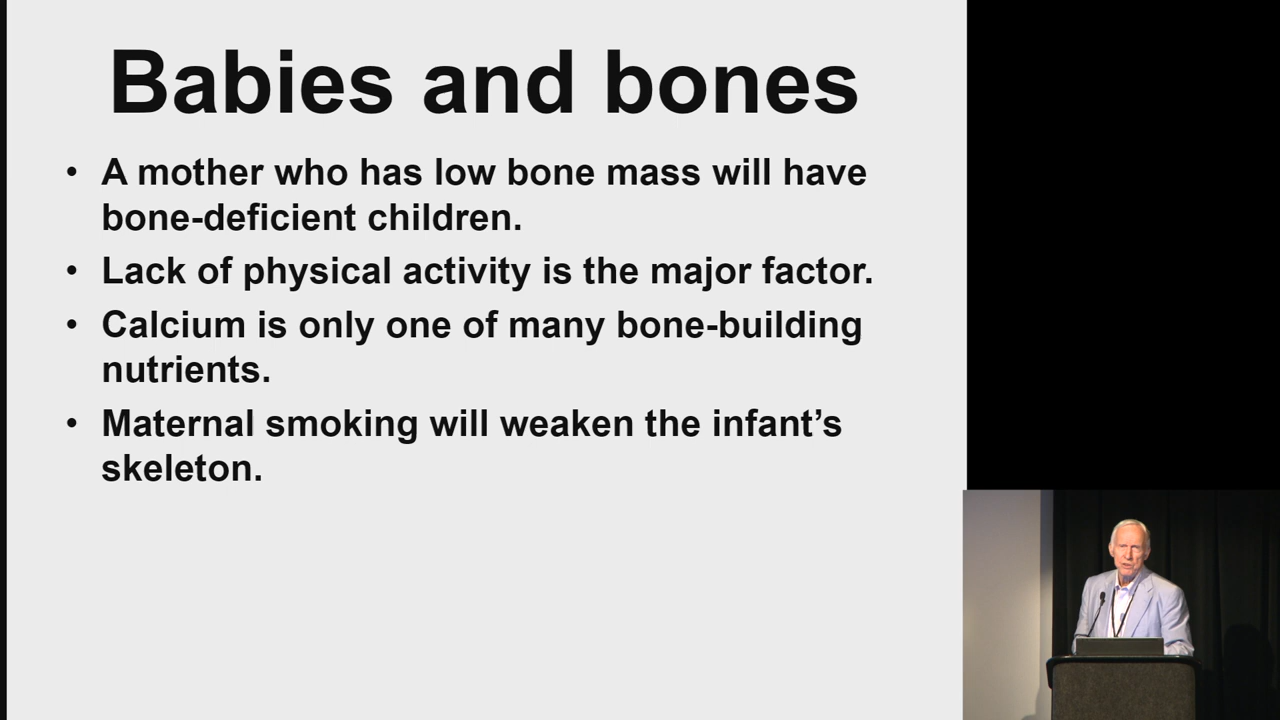 Babies and bones
• A mother who has low bone mass will have
bone-deficient children.
• Lack of physical activity is the major factor.
• Calcium is only one of many bone-building
nutrients.
• Maternal smoking will weaken the infant’s
skeleton.